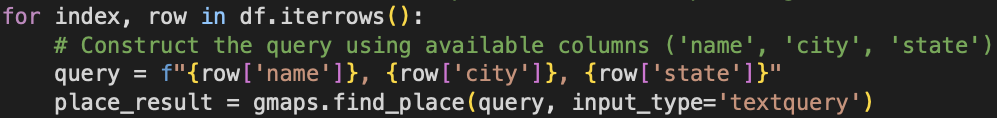 for index, row in df.iterrows():
    # Construct the query using available columns ('name', 'city', 'state')
    query = f"{row['name']}, {row['city']}, {row['state']}"
    place_result = gmaps.find_place(query, input_type='textquery')